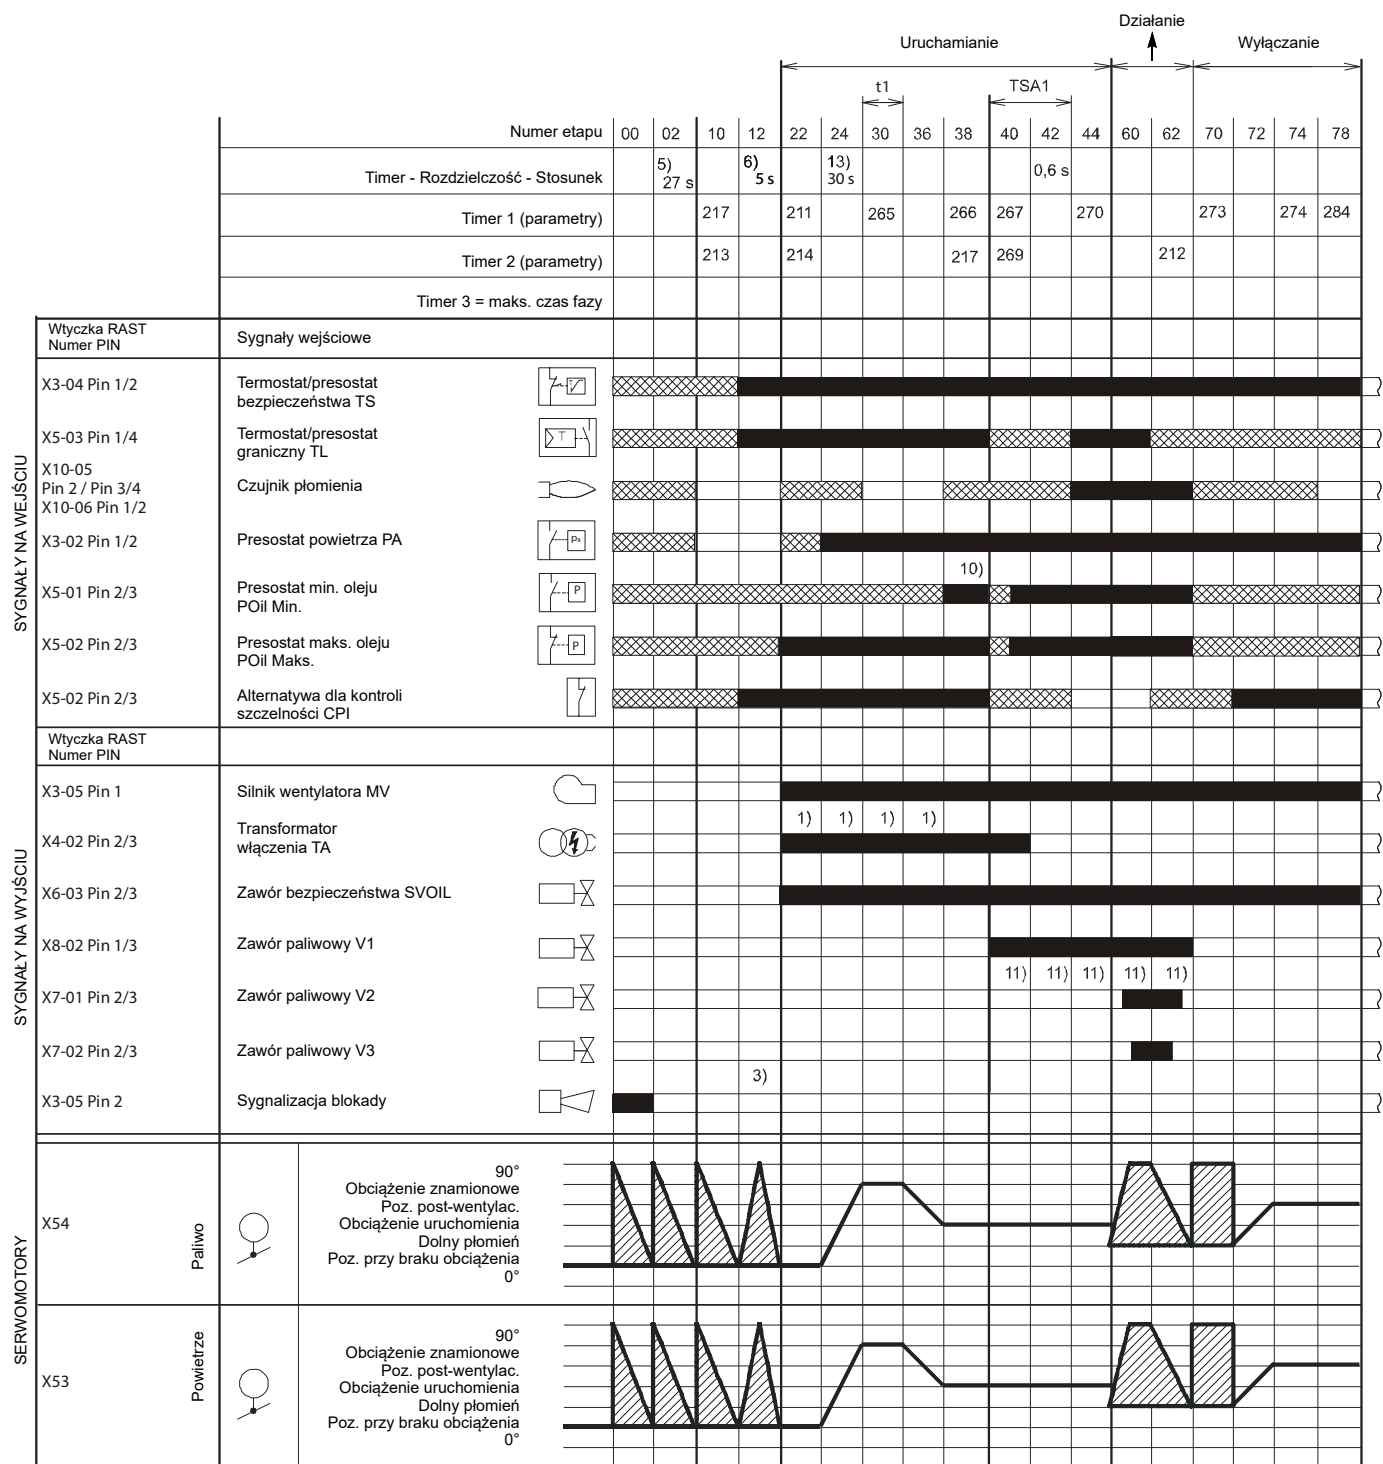 Działanie
Uruchamianie
Wyłączanie
t1
TSA1
Numer etapu 00 02 10 12 22 24 30 36 38 40 42 44 60 62 70 72 74 78
Timer - Rozdzielczość - Stosunek 5) 27 s 6) 5 s 13) 30 s 0,6 s
Timer 1 (parametry) 217 211 265 266 267 270 273 274 284
Timer 2 (parametry) 213 214 217 269 212
Timer 3 = maks. czas fazy
Wtyczka RAST
Numer PIN
Sygnały wejściowe
SYGNAŁY NA WEJŚCIU
X3-04 Pin 1/2
Termostat/presostat
bezpieczeństwa TS
X5-03 Pin 1/4
Termostat/presostat
graniczny TL
T
X10-05
Pin 2 / Pin 3/4
X10-06 Pin 1/2
Czujnik płomienia
X3-02 Pin 1/2
Presostat powietrza PA
Pa
10)
X5-01 Pin 2/3
Presostat min. oleju
POil Min.
P
X5-02 Pin 2/3
Presostat maks. oleju
POil Maks.
P
X5-02 Pin 2/3
Alternatywa dla kontroli
szczelności CPI
Wtyczka RAST
Numer PIN
SYGNAŁY NA WYJŚCIU
X3-05 Pin 1
Silnik wentylatora MV
1) 1) 1) 1)
X4-02 Pin 2/3
Transformator
włączenia TA
X6-03 Pin 2/3
Zawór bezpieczeństwa SVOIL
X8-02 Pin 1/3
Zawór paliwowy V1
11) 11) 11) 11) 11)
X7-01 Pin 2/3
Zawór paliwowy V2
X7-02 Pin 2/3
Zawór paliwowy V3
3)
X3-05 Pin 2
Sygnalizacja blokady
SERWOMOTORY
X54
Paliwo
90°
Obciążenie znamionowe
Poz. post-wentylac.
Obciążenie uruchomienia
Dolny płomień
Poz. przy braku obciążenia
0°
X53
Powietrze
90°
Obciążenie znamionowe
Poz. post-wentylac.
Obciążenie uruchomienia
Dolny płomień
Poz. przy braku obciążenia
0°